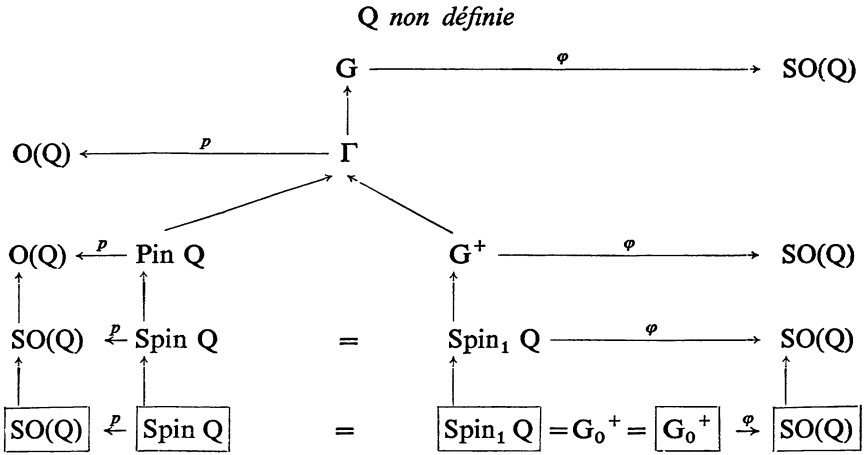 Q non définie
G φ SO(Q)
O(Q) p Γ
O(Q) p Pin Q G⁺ φ SO(Q)
SO(Q) p Spin Q = Spin₁ Q φ SO(Q)
SO(Q) p Spin Q = Spin₁ Q = G₀⁺ = G₀⁺ φ SO(Q)